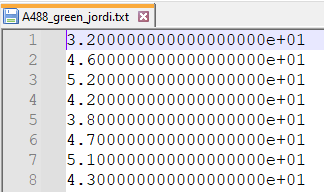 A488_green_jordi.txt
1 3.200000000000000000e+01
2 4.600000000000000000e+01
3 5.200000000000000000e+01
4 4.200000000000000000e+01
5 3.800000000000000000e+01
6 4.700000000000000000e+01
7 5.100000000000000000e+01
8 4.300000000000000000e+01